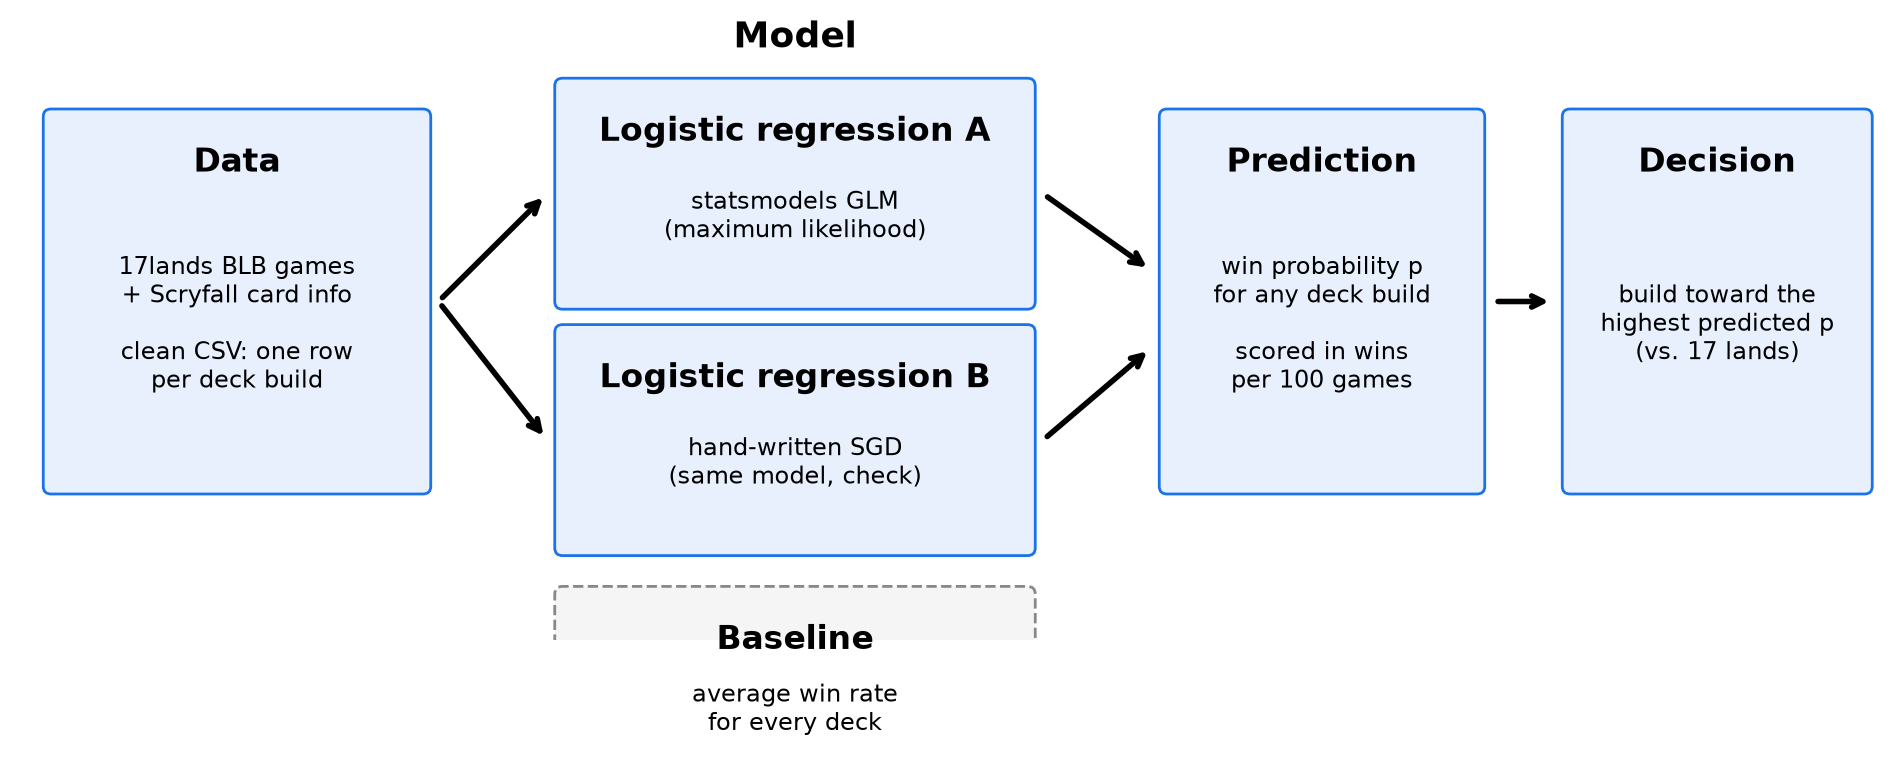 Model
Data
17lands BLB games
+ Scryfall card info
clean CSV: one row
per deck build
Logistic regression A
statsmodels GLM
(maximum likelihood)
Logistic regression B
hand-written SGD
(same model, check)
Baseline
average win rate
for every deck
Prediction
win probability p
for any deck build
scored in wins
per 100 games
Decision
build toward the
highest predicted p
(vs. 17 lands)